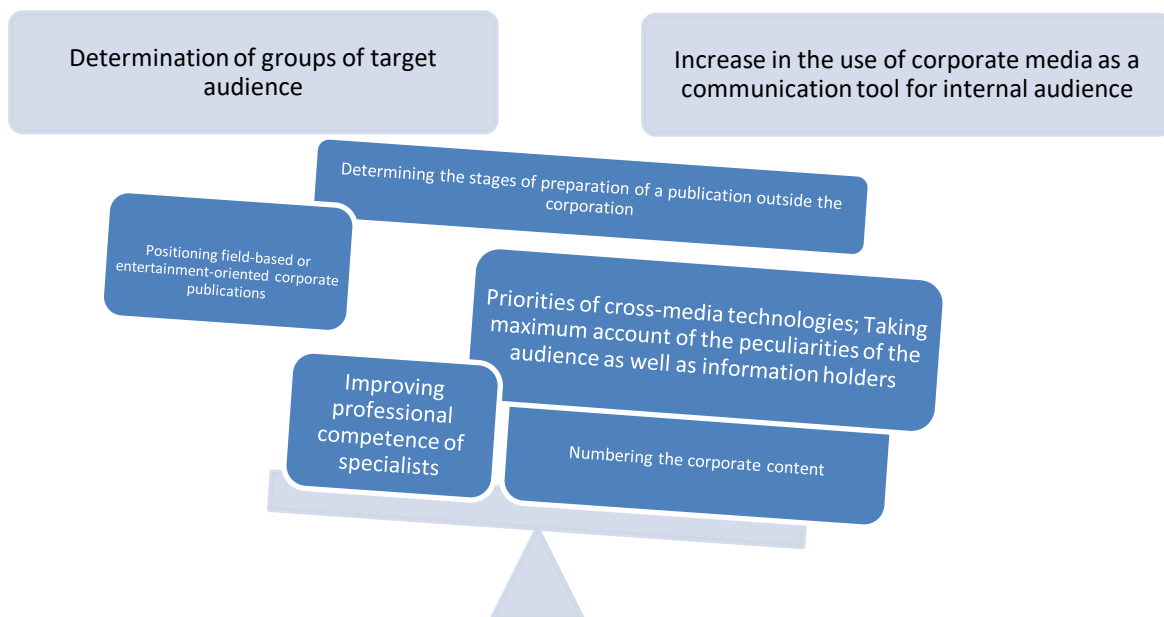 Determination of groups of target
audience
Increase in the use of corporate media as a
communication tool for internal audience
Determining the stages of preparation of a publication outside the
corporation
Positioning field-based or
entertainment-oriented corporate
publications
Priorities of cross-media technologies; Taking
maximum account of the peculiarities of the
audience as well as information holders
Improving
professional
competence of
specialists
Numbering the corporate content